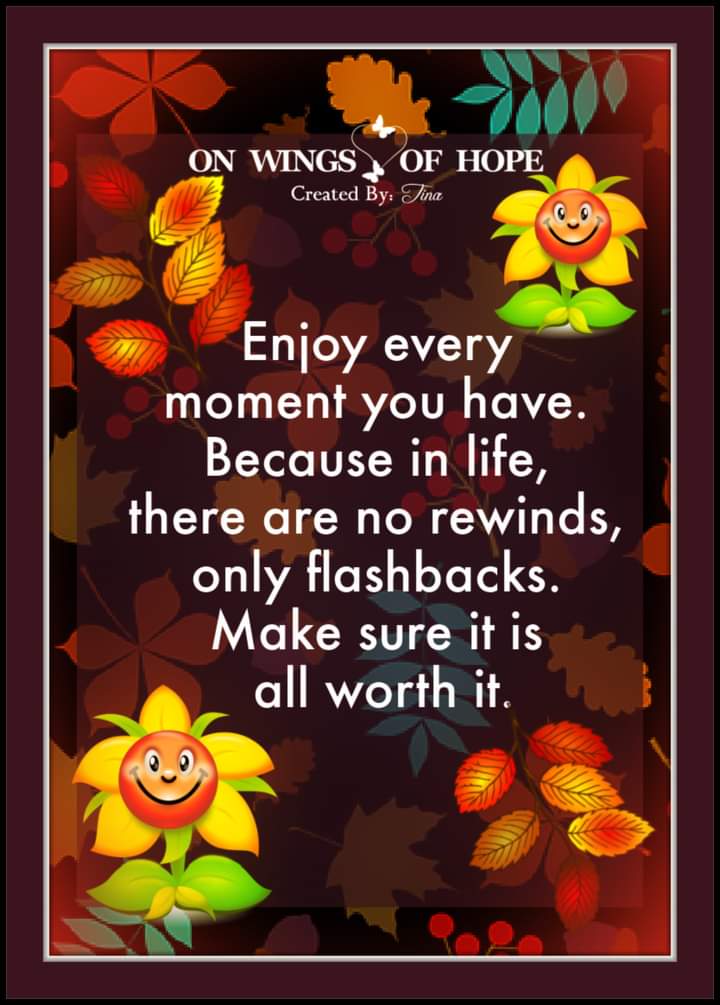 ON WINGS OF HOPE
Created By: Tina
Enjoy every
moment you have.
Because in life,
there are no rewinds,
only flashbacks.
Make sure it is
all worth it.